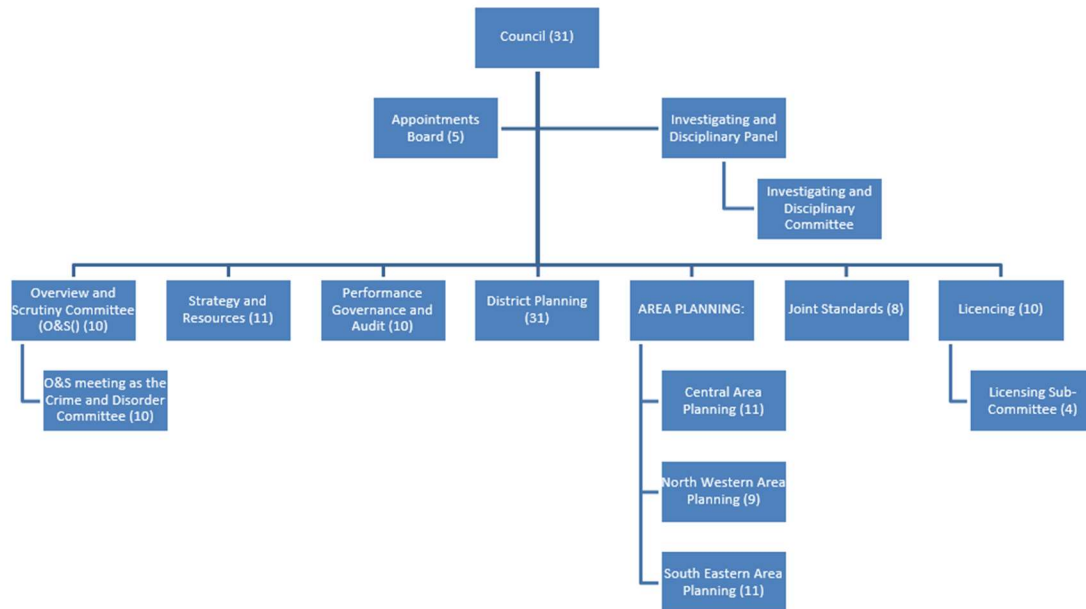 Council (31)
Appointments
Board (5)
Investigating and
Disciplinary Panel
Investigating and
Disciplinary
Committee
Overview and
Scrutiny Committee
(O&S() (10)
Strategy and
Resources (11)
Performance
Governance and
Audit (10)
District Planning
(31)
AREA PLANNING:
Joint Standards (8)
Licencing (10)
O&S meeting as the
Crime and Disorder
Committee (10)
Central Area
Planning (11)
North Western Area
Planning (9)
South Eastern Area
Planning (11)
Licensing Sub-
Committee (4)